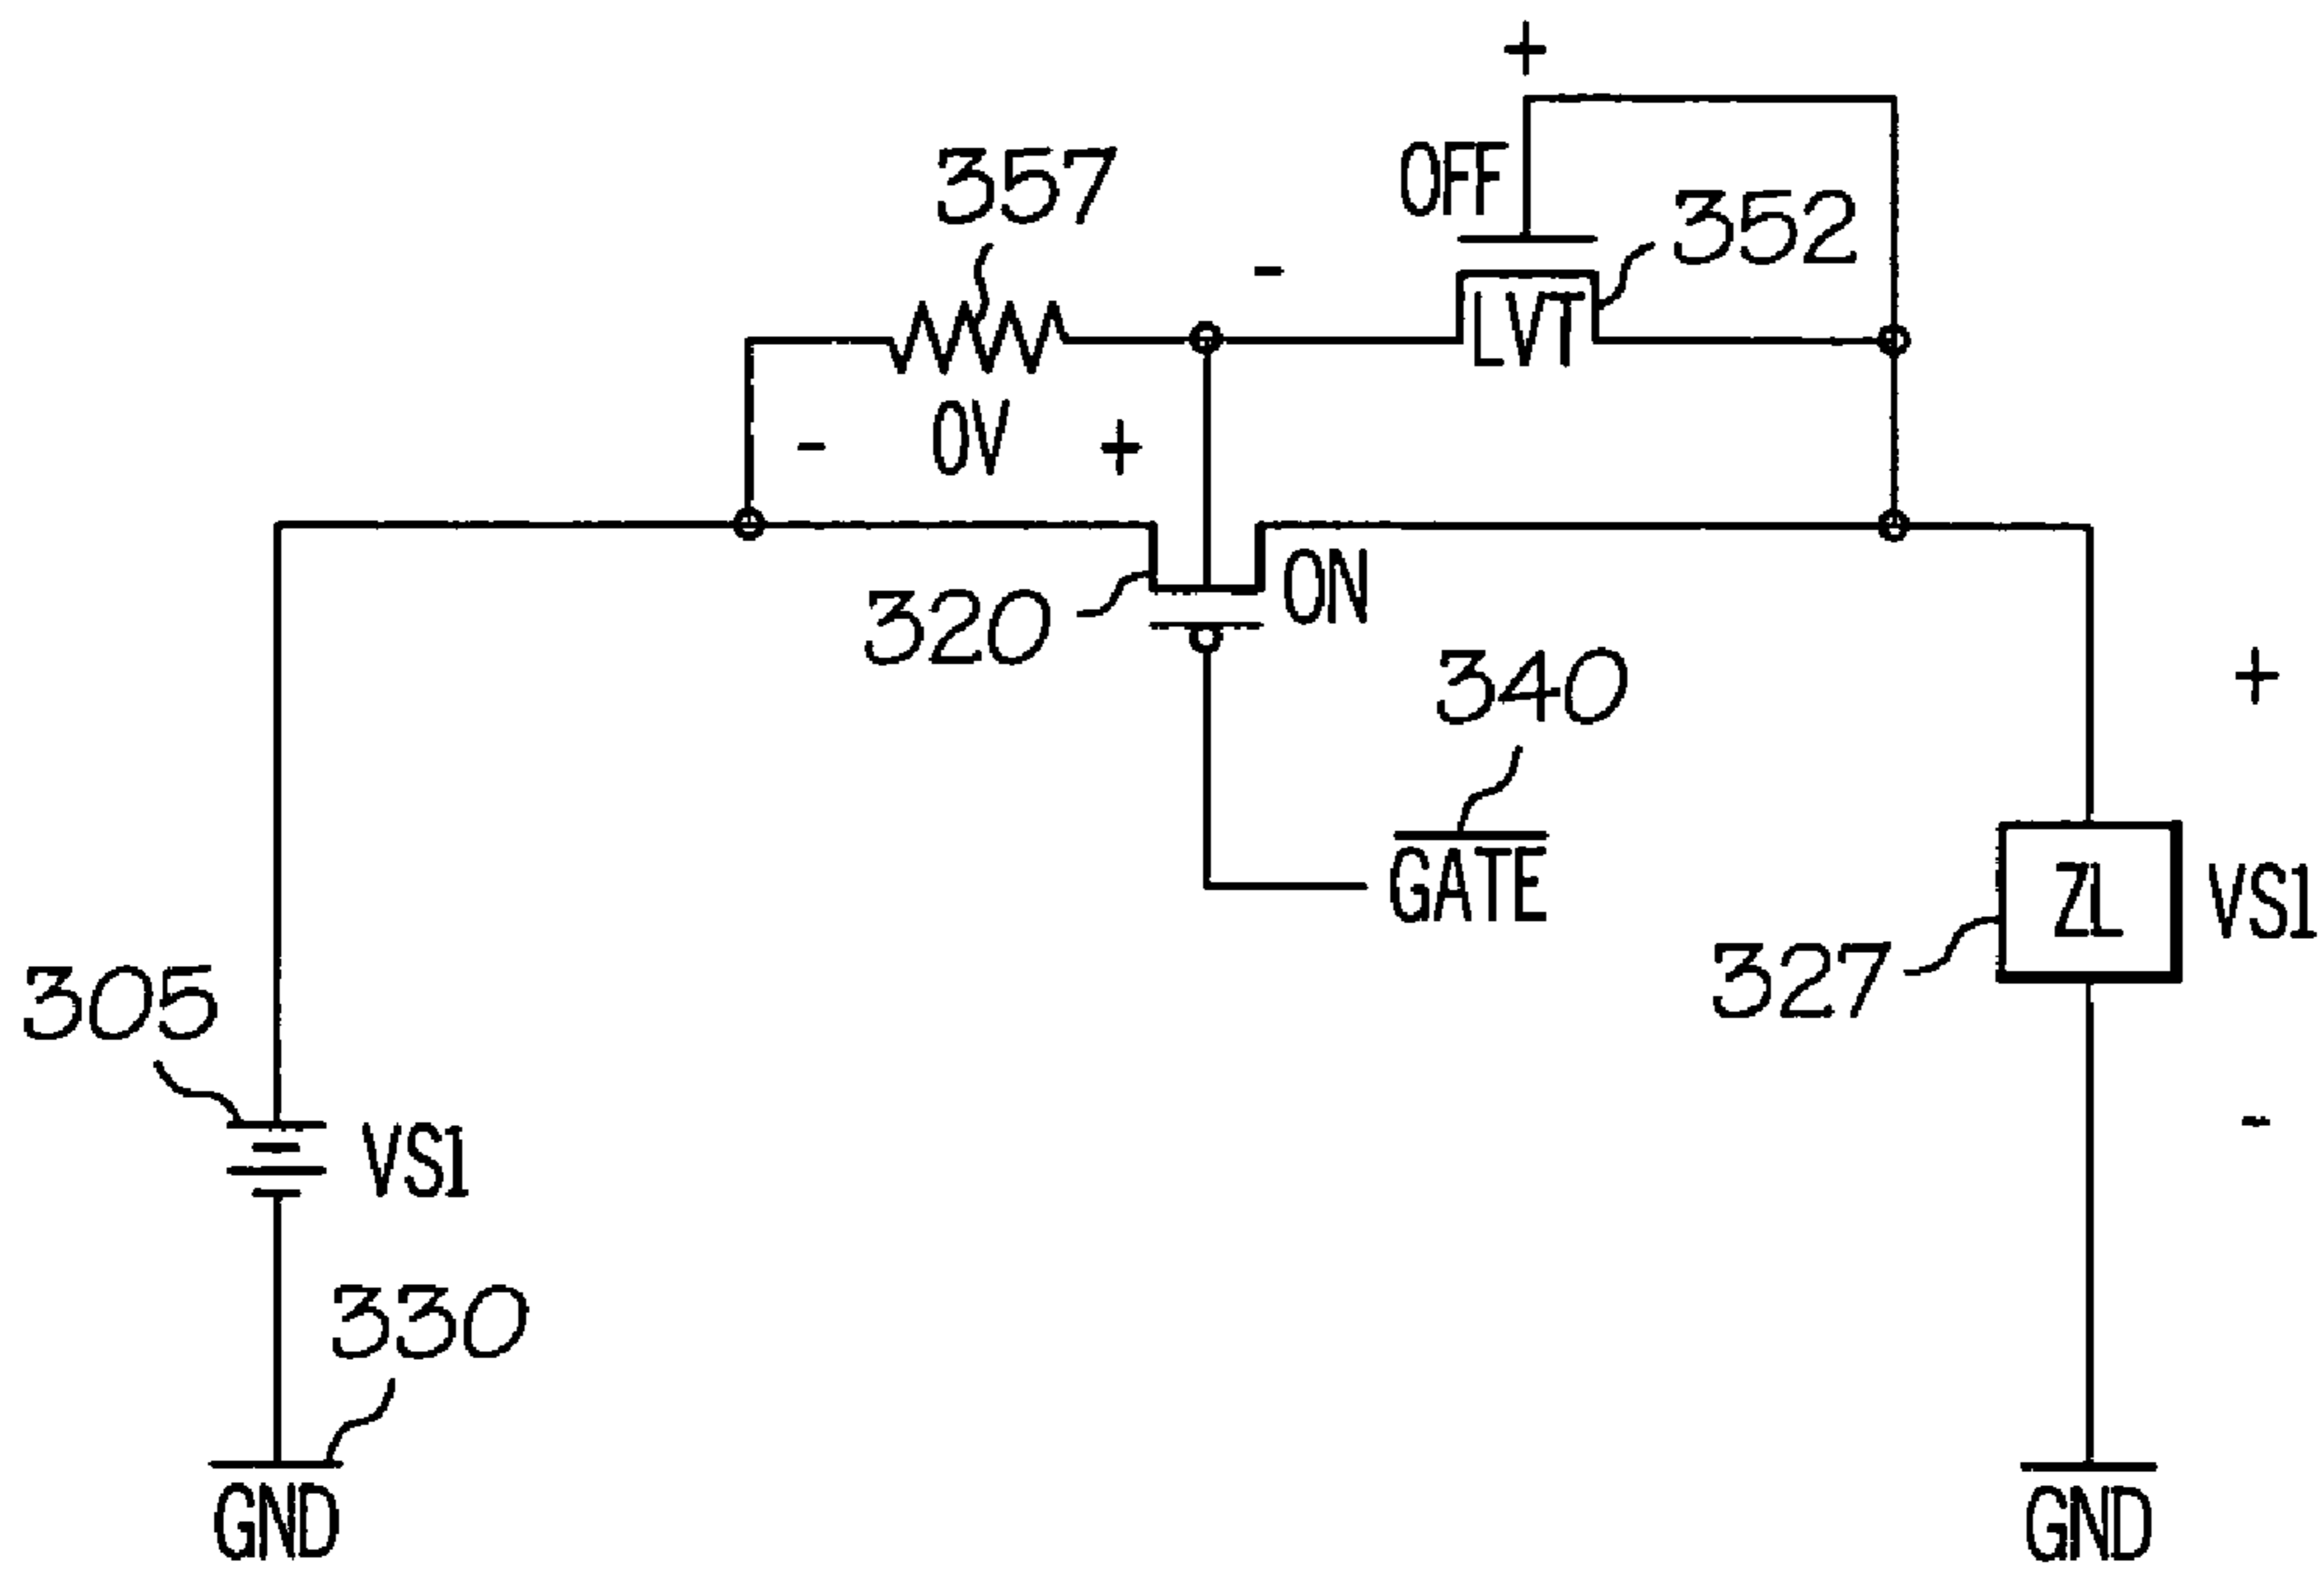 +
OFF
357
352
-
LVT
- 0V +
320
ON
340
+
GATE
ZL
VS1
327
305
VS1
-
330
GND
GND